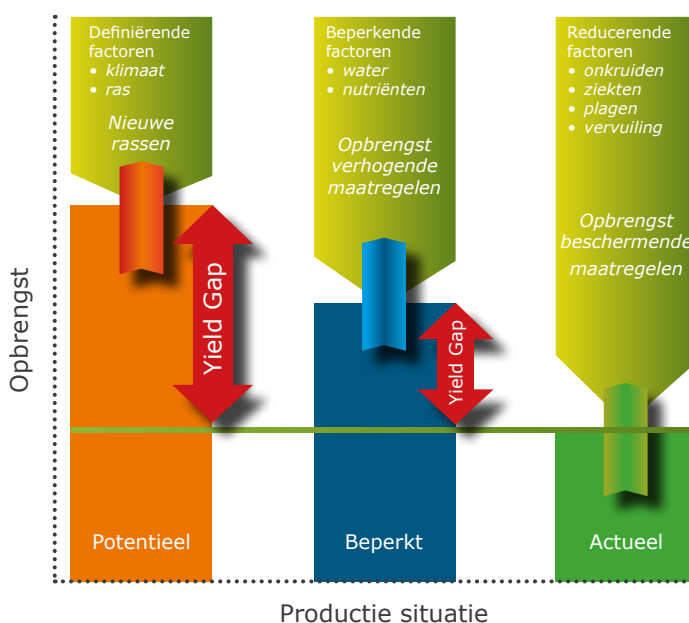 Definiërende
factoren
• klimaat
• ras
Nieuwe
rassen
Beperkende
factoren
• water
• nutriënten
Opbrengst
verhogende
maatregelen
Reducerende
factoren
• onkruiden
• ziekten
• plagen
• vervuiling
Opbrengst
beschermende
maatregelen
Yield Gap
Yield Gap
Opbrengst
Potentieel
Beperkt
Actueel
Productie situatie